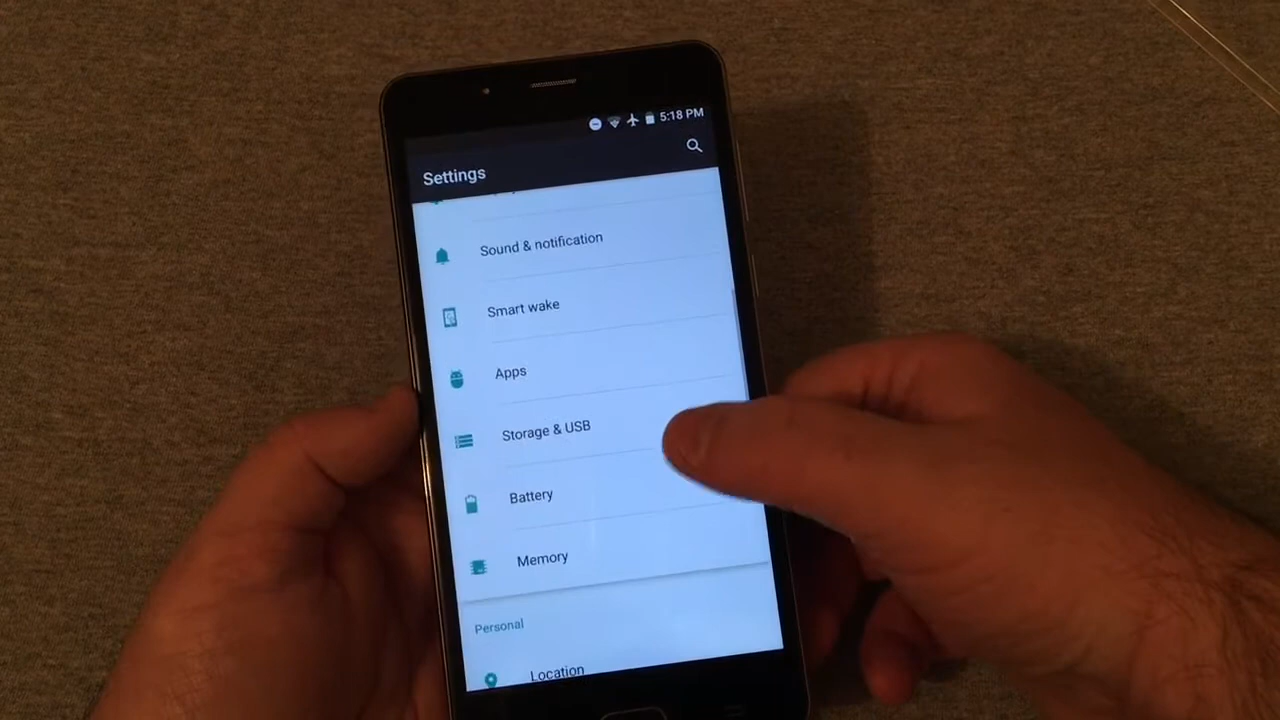 5:18 PM
Settings
Sound & notification
Smart wake
Apps
Storage & USB
Battery
Memory
Personal
Location